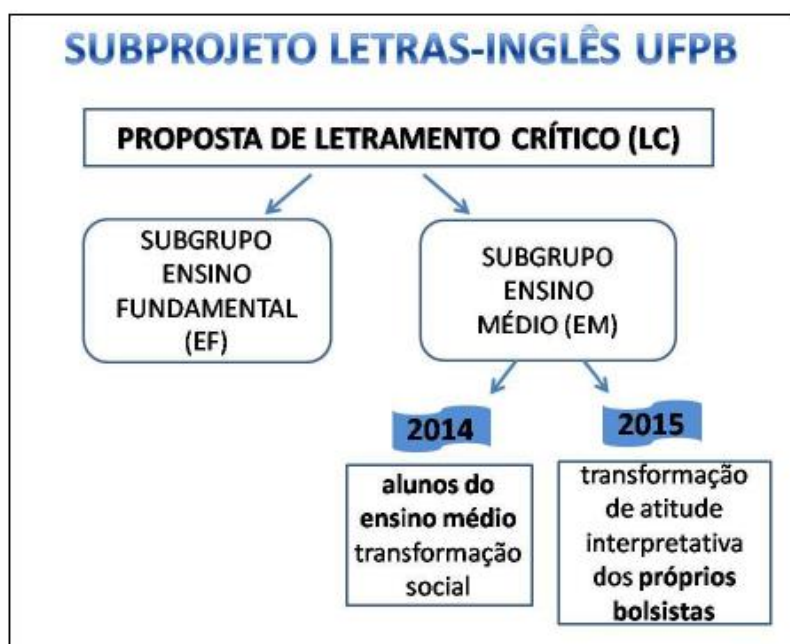 SUBPROJETO LETRAS-INGLÊS UFPB
PROPOSTA DE LETRAMENTO CRÍTICO (LC)
SUBGRUPO
ENSINO
FUNDAMENTAL
(EF)
SUBGRUPO
ENSINO
MÉDIO (EM)
2014
alunos do
ensino médio
transformação
social
2015
transformação
de atitude
interpretativa
dos próprios
bolsistas